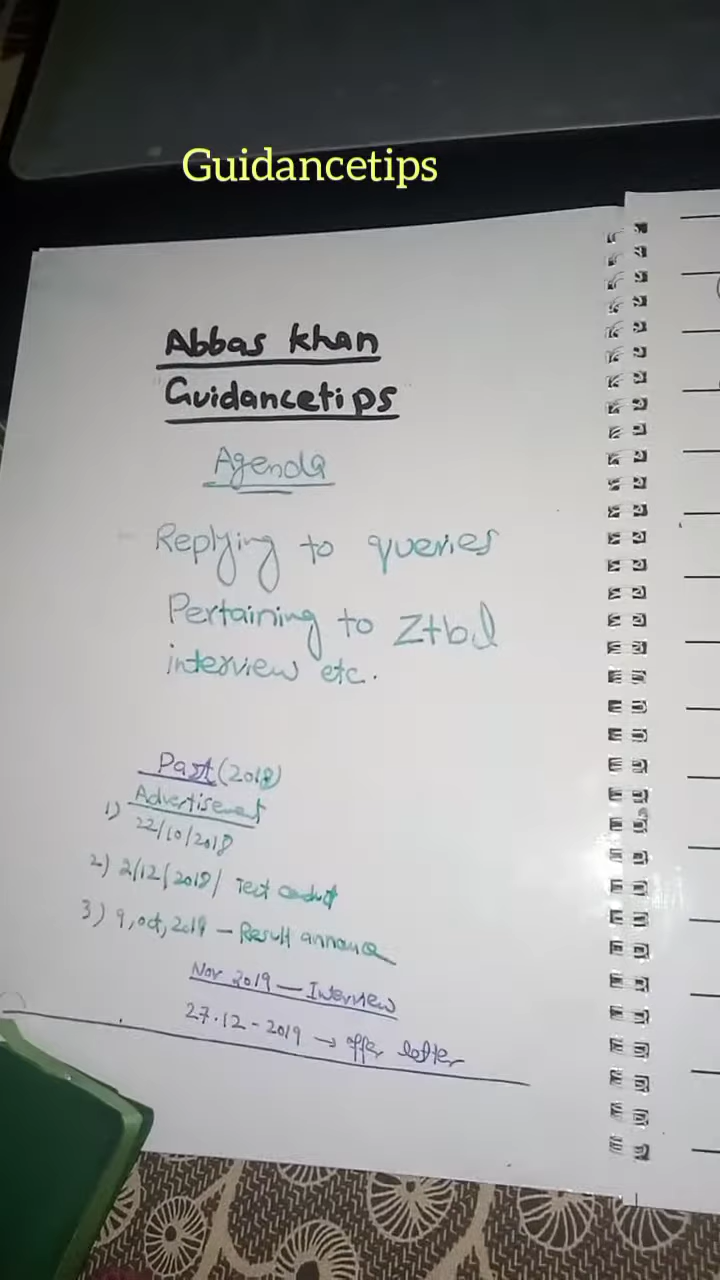 Guidancetips
Abbas Khan
Guidancetips
Agenda
Replying to queries
Pertaining to Ztbl
interview etc.
Past (2018)
1) Advertisement
22/10/2018
2) 2/12/2018/ Test conduct
3) 9, oct, 2019 - Result announce
Nov 2019 - Interview
27.12-2019 → offer letter